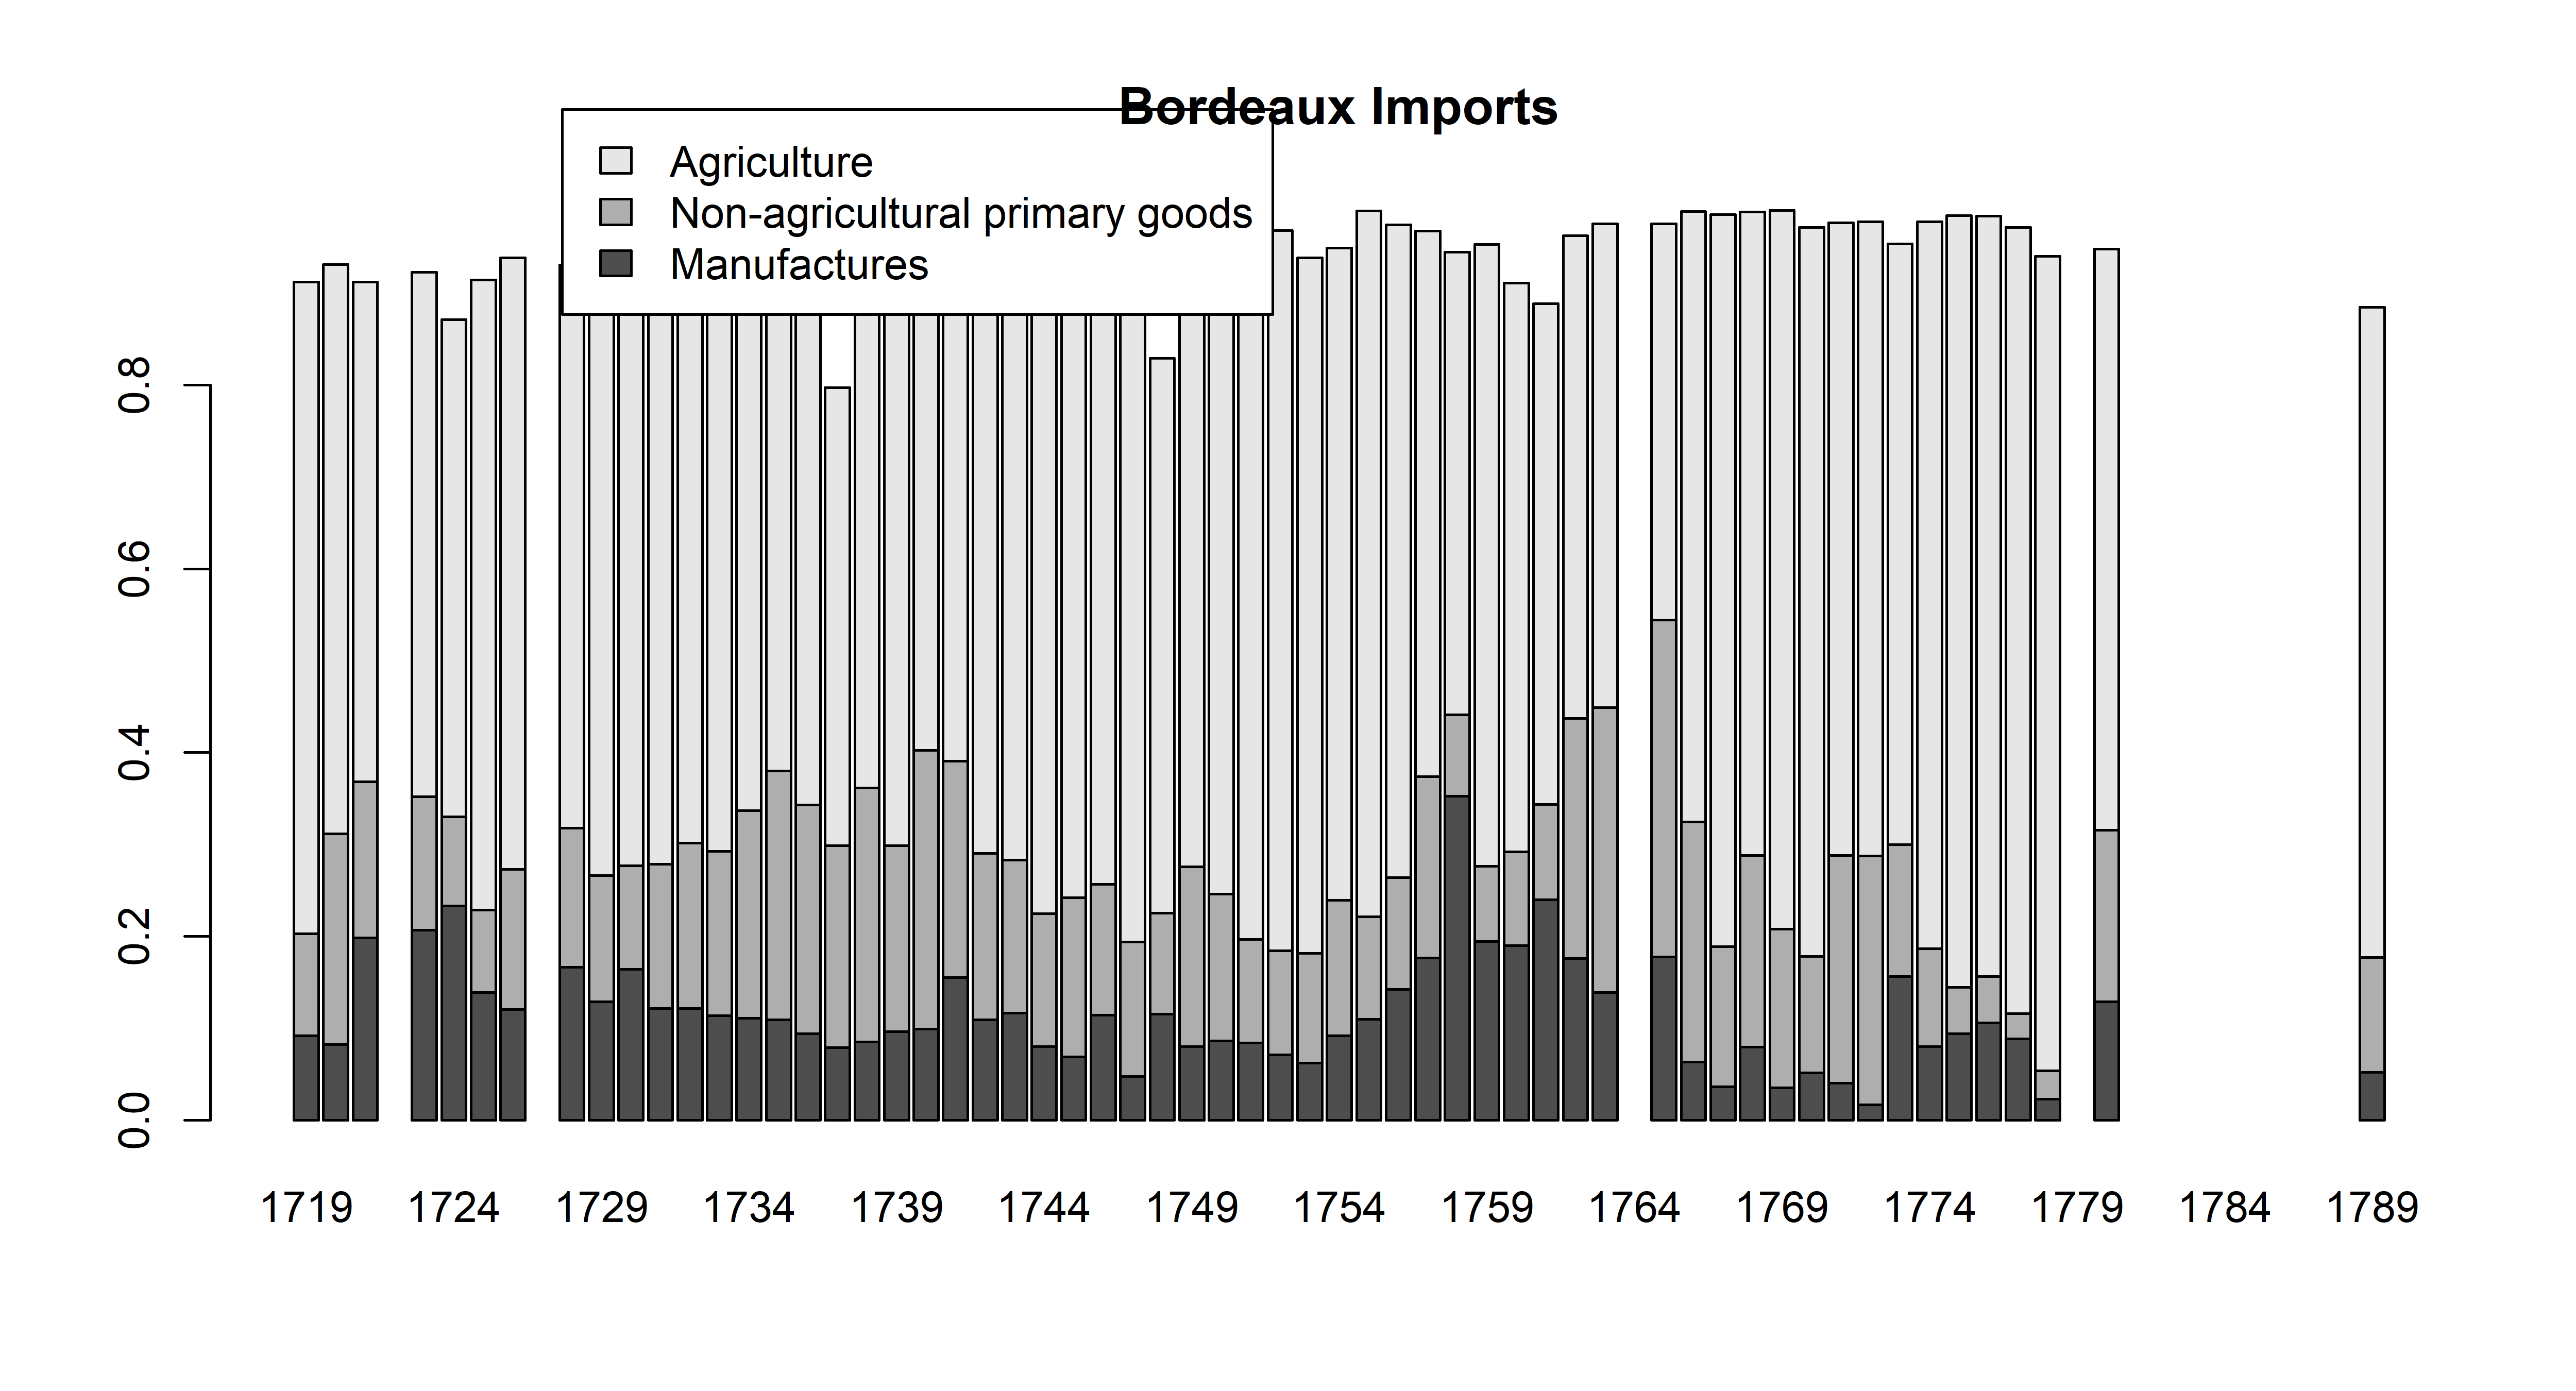 Bordeaux Imports
Agriculture
Non-agricultural primary goods
Manufactures
0.8
0.6
0.4
0.2
0.0
1719 1724 1729 1734 1739 1744 1749 1754 1759 1764 1769 1774 1779 1784 1789